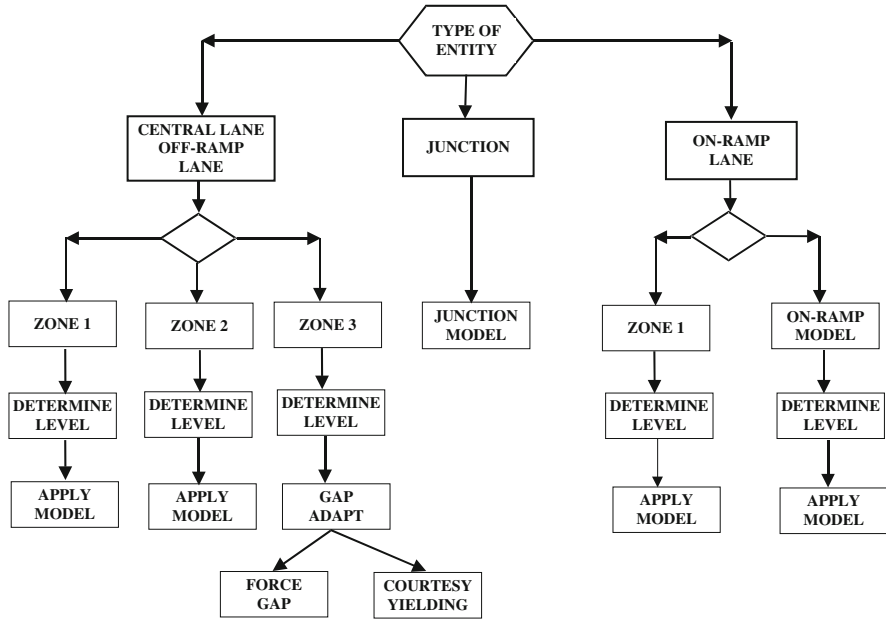 TYPE OF
ENTITY
CENTRAL LANE
OFF-RAMP
LANE
JUNCTION
ON-RAMP
LANE
ZONE 1
ZONE 2
ZONE 3
JUNCTION
MODEL
ZONE 1
ON-RAMP
MODEL
DETERMINE
LEVEL
DETERMINE
LEVEL
DETERMINE
LEVEL
DETERMINE
LEVEL
DETERMINE
LEVEL
APPLY
MODEL
APPLY
MODEL
GAP
ADAPT
APPLY
MODEL
APPLY
MODEL
FORCE
GAP
COURTESY
YIELDING